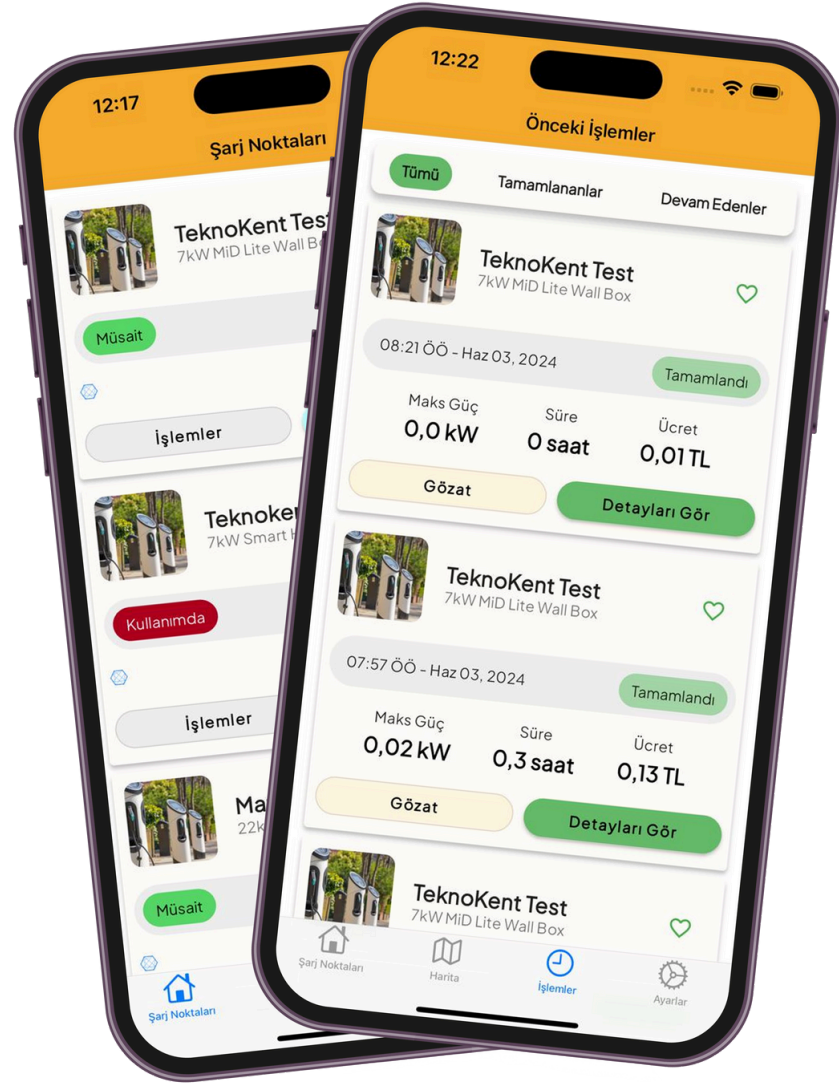 12:17
Şarj Noktaları
TeknoKent Test
7kW MiD Lite Wall
Müsait
İşlemler
7kW Smart
Kullanımda
İşlemler
Müsait
Şarj Noktaları
12:22
Önceki İşlemler
Tümü Tamamlananlar Devam Edenler
TeknoKent Test
7kW MiD Lite Wall Box
08:21 ÖÖ - Haz 03, 2024 Tamamlandı
Maks Güç Süre Ücret
0,0 kW 0 saat 0,01 TL
Gözat Detayları Gör
TeknoKent Test
7kW MiD Lite Wall Box
07:57 ÖÖ - Haz 03, 2024 Tamamlandı
Maks Güç Süre Ücret
0,02 kW 0,3 saat 0,13 TL
Gözat Detayları Gör
TeknoKent Test
7kW MiD Lite Wall Box
Şarj Noktaları Harita İşlemler Ayarlar